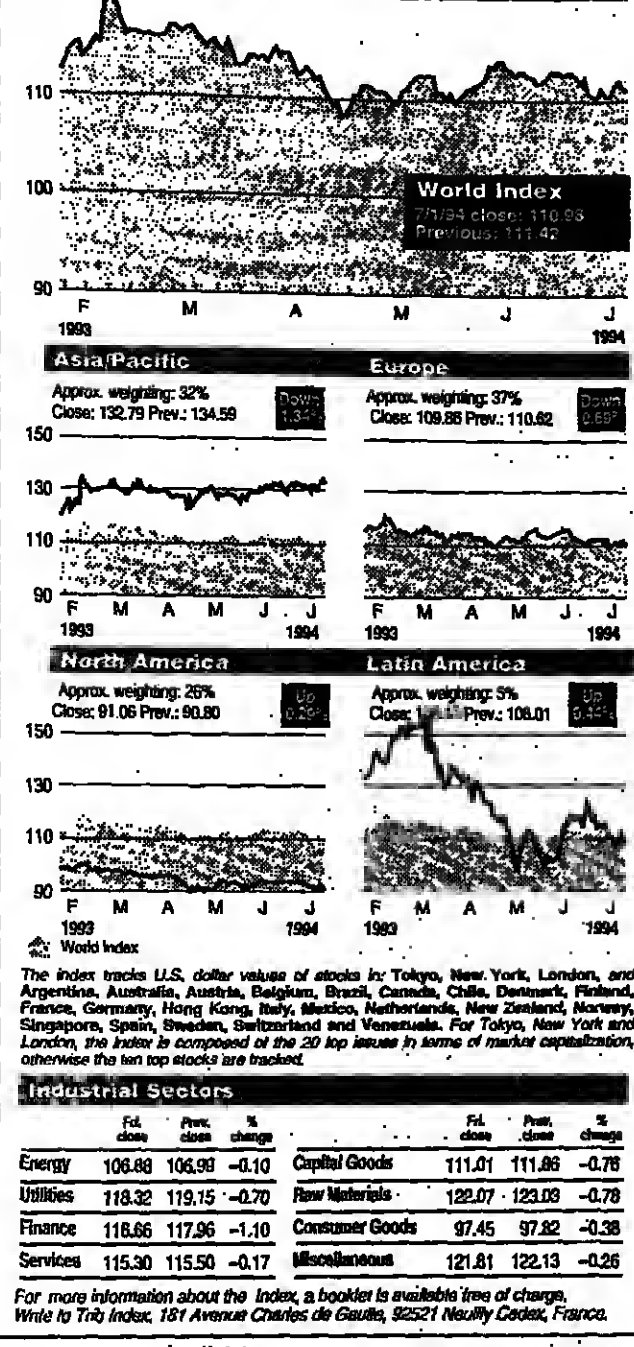 110
100
World Index
7/1/94 close: 110.98
Previous: 111.42
90
F M A M J J
1993 1994
Asia/Pacific
Approx. weighting: 32%
Close: 132.79 Prev.: 134.59
Down
1.34%
150
130
110
90
F M A M J J
1993 1994
Europe
Approx. weighting: 37%
Close: 109.86 Prev.: 110.62
Down
0.69%
F M A M J J
1993 1994
North America
Approx. weighting: 26%
Close: 91.06 Prev.: 90.80
Up
0.29%
150
130
110
90
F M A M J J
1993 1994
Latin America
Approx. weighting: 5%
Close: Prev.: 108.01
Up
F M A M J J
1993 1994
World Index
The index tracks U.S. dollar values of stocks in: Tokyo, New York, London, and
Argentina, Australia, Austria, Belgium, Brazil, Canada, Chile, Denmark, Finland,
France, Germany, Hong Kong, Italy, Mexico, Netherlands, New Zealand, Norway,
Singapore, Spain, Sweden, Switzerland and Venezuela. For Tokyo, New York and
London, the index is composed of the 20 top issues in terms of market capitalization,
otherwise the ten top stocks are tracked.
Industrial Sectors
Fri. close Prev. close % change Fri. close Prev. close % change
Energy 106.88 106.99 –0.10 Capital Goods 111.01 111.86 –0.76
Utilities 118.32 119.15 –0.70 Raw Materials 122.07 123.03 –0.78
Finance 116.66 117.96 –1.10 Consumer Goods 97.45 97.82 –0.38
Services 115.30 115.50 –0.17 Miscellaneous 121.81 122.13 –0.26
For more information about the Index, a booklet is available free of charge,
Write to Trib Index, 181 Avenue Charles de Gaulle, 92521 Neuilly Cedex, France.